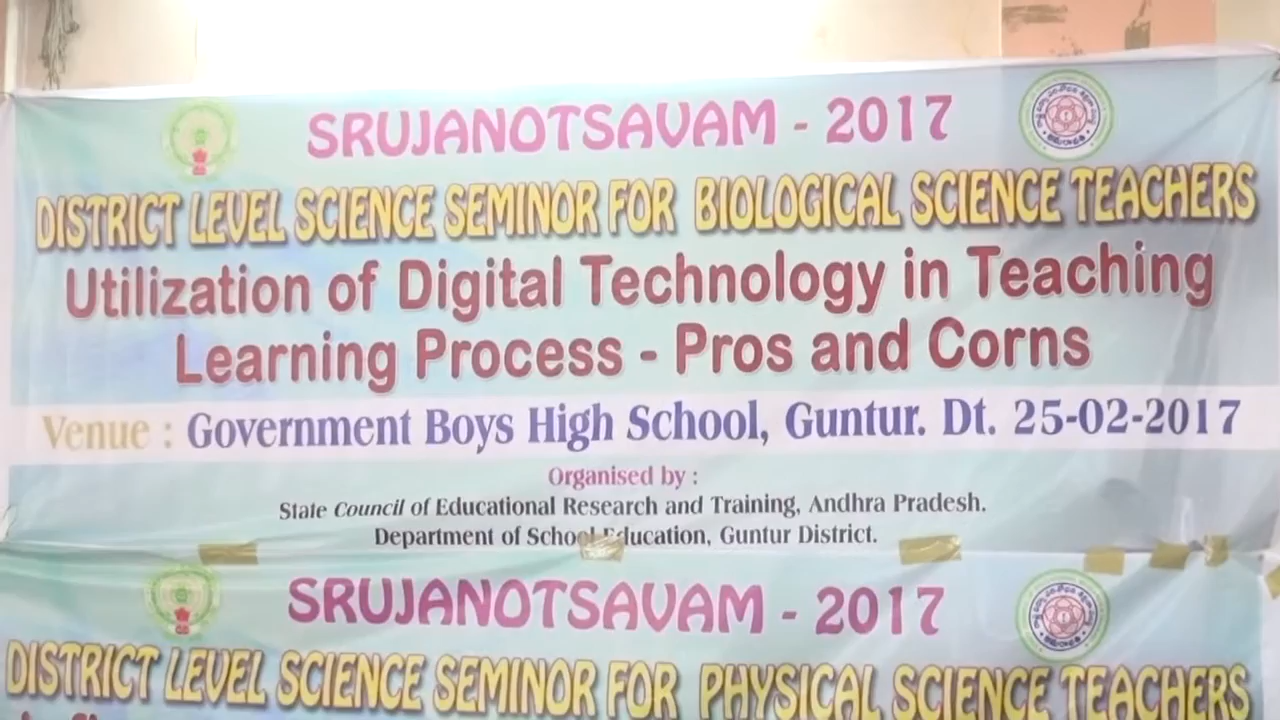 SRUJANOTSAVAM - 2017
DISTRICT LEVEL SCIENCE SEMINOR FOR BIOLOGICAL SCIENCE TEACHERS
Utilization of Digital Technology in Teaching
Learning Process - Pros and Corns
Venue : Government Boys High School, Guntur. Dt. 25-02-2017
Organised by :
State Council of Educational Research and Training, Andhra Pradesh.
Department of School Education, Guntur District.
SRUJANOTSAVAM - 2017
DISTRICT LEVEL SCIENCE SEMINOR FOR PHYSICAL SCIENCE TEACHERS